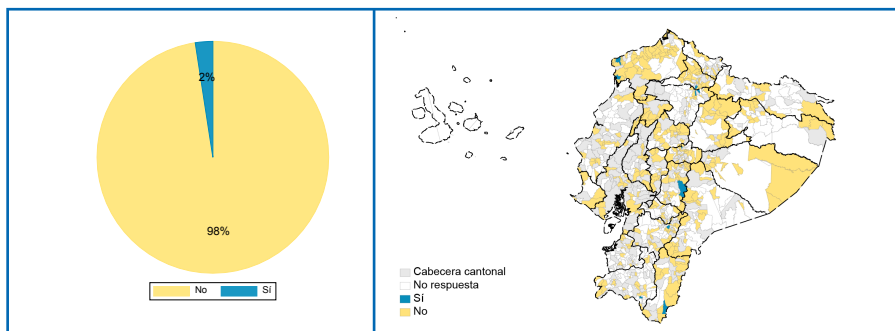 2%
98%
No Sí
Cabecera cantonal
No respuesta
Sí
No